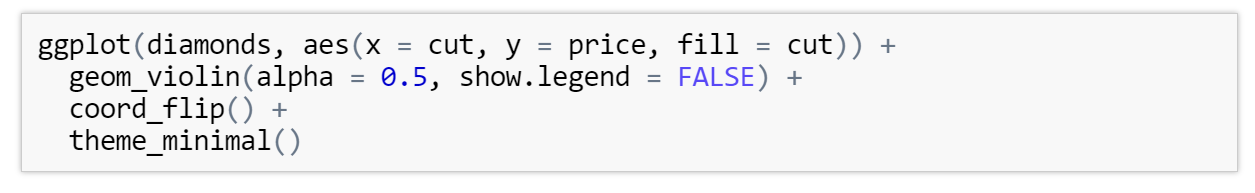 ggplot(diamonds, aes(x = cut, y = price, fill = cut)) +
  geom_violin(alpha = 0.5, show.legend = FALSE) +
  coord_flip() +
  theme_minimal()